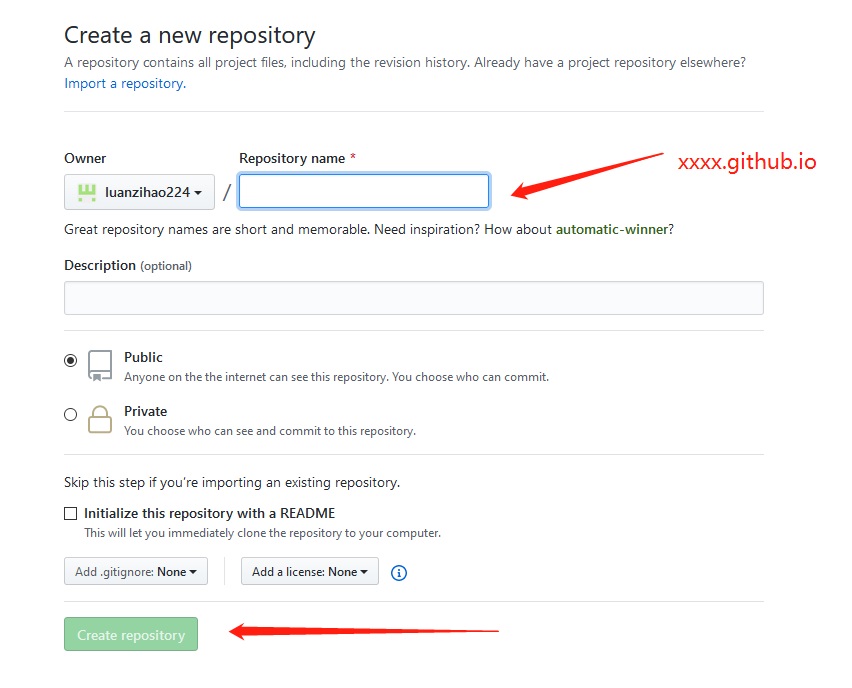 Create a new repository
A repository contains all project files, including the revision history. Already have a project repository elsewhere?
Import a repository.
Owner
Repository name *
xxxx.github.io
luanzihao224 /
Great repository names are short and memorable. Need inspiration? How about automatic-winner?
Description (optional)
Public
Anyone on the the internet can see this repository. You choose who can commit.
Private
You choose who can see and commit to this repository.
Skip this step if you're importing an existing repository.
Initialize this repository with a README
This will let you immediately clone the repository to your computer.
Add .gitignore: None
Add a license: None
Create repository